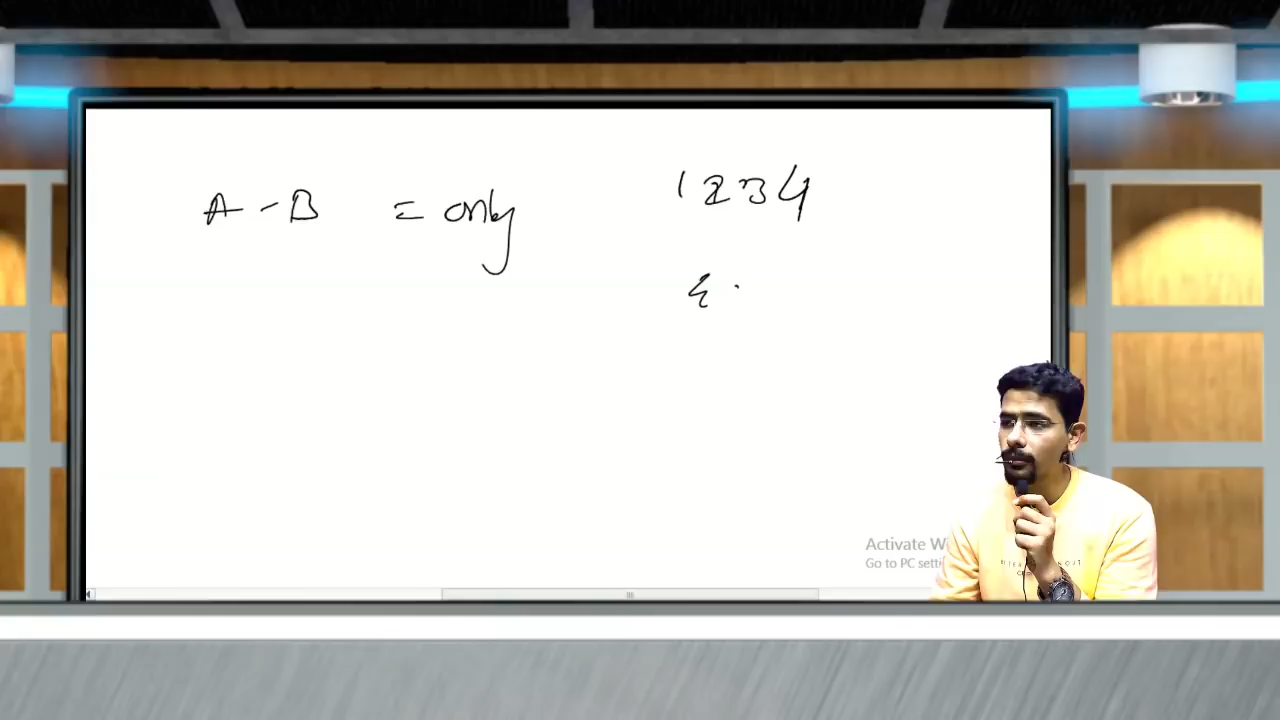 A - B = only
1 2 3 4
{ .
Activate W
Go to PC setti